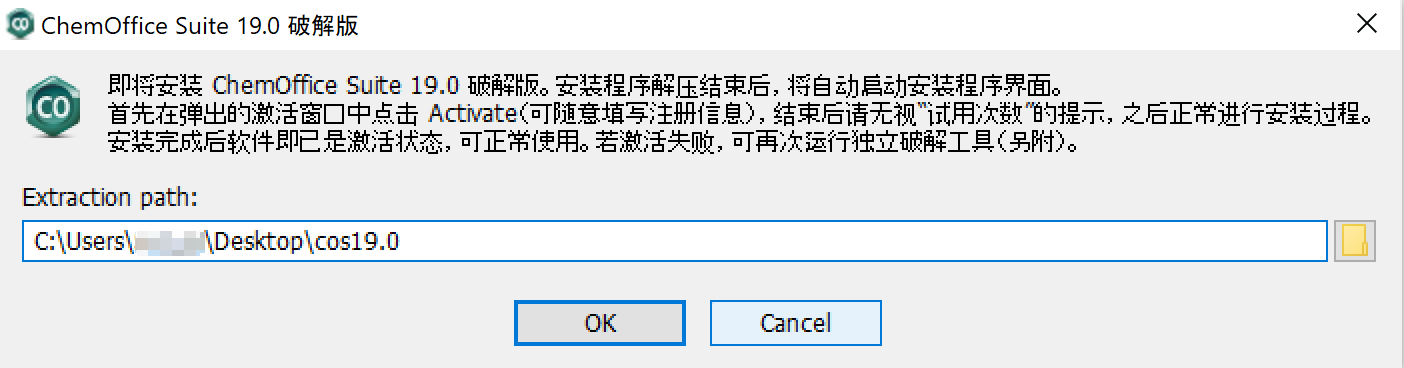 ChemOffice Suite 19.0 破解版
即将安装 ChemOffice Suite 19.0 破解版。安装程序解压结束后，将自动启动安装程序界面。
首先在弹出的激活窗口中点击 Activate(可随意填写注册信息)，结束后请无视“试用次数”的提示，之后正常进行安装过程。
安装完成后软件即已是激活状态，可正常使用。若激活失败，可再次运行独立破解工具(另附)。
Extraction path:
C:\Users\ \Desktop\cos19.0
OK
Cancel